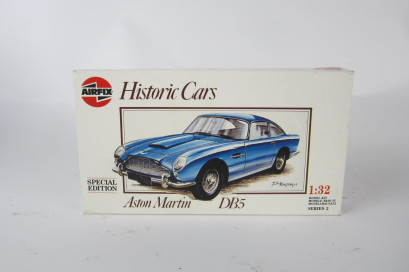 AIRFIX
Historic Cars
SPECIAL
EDITION
Aston Martin DB5
1:32
SERIES 2